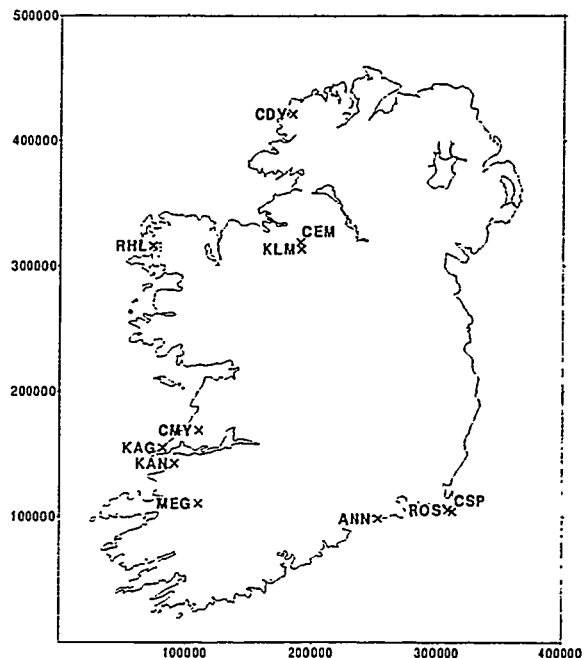 500000
CDY×
400000
CEM
RHL×
KLM×
300000
200000
CMY×
KAG×
KAN×
MEG×
CSP
100000
ROS×
ANN×
100000
200000
300000
400000